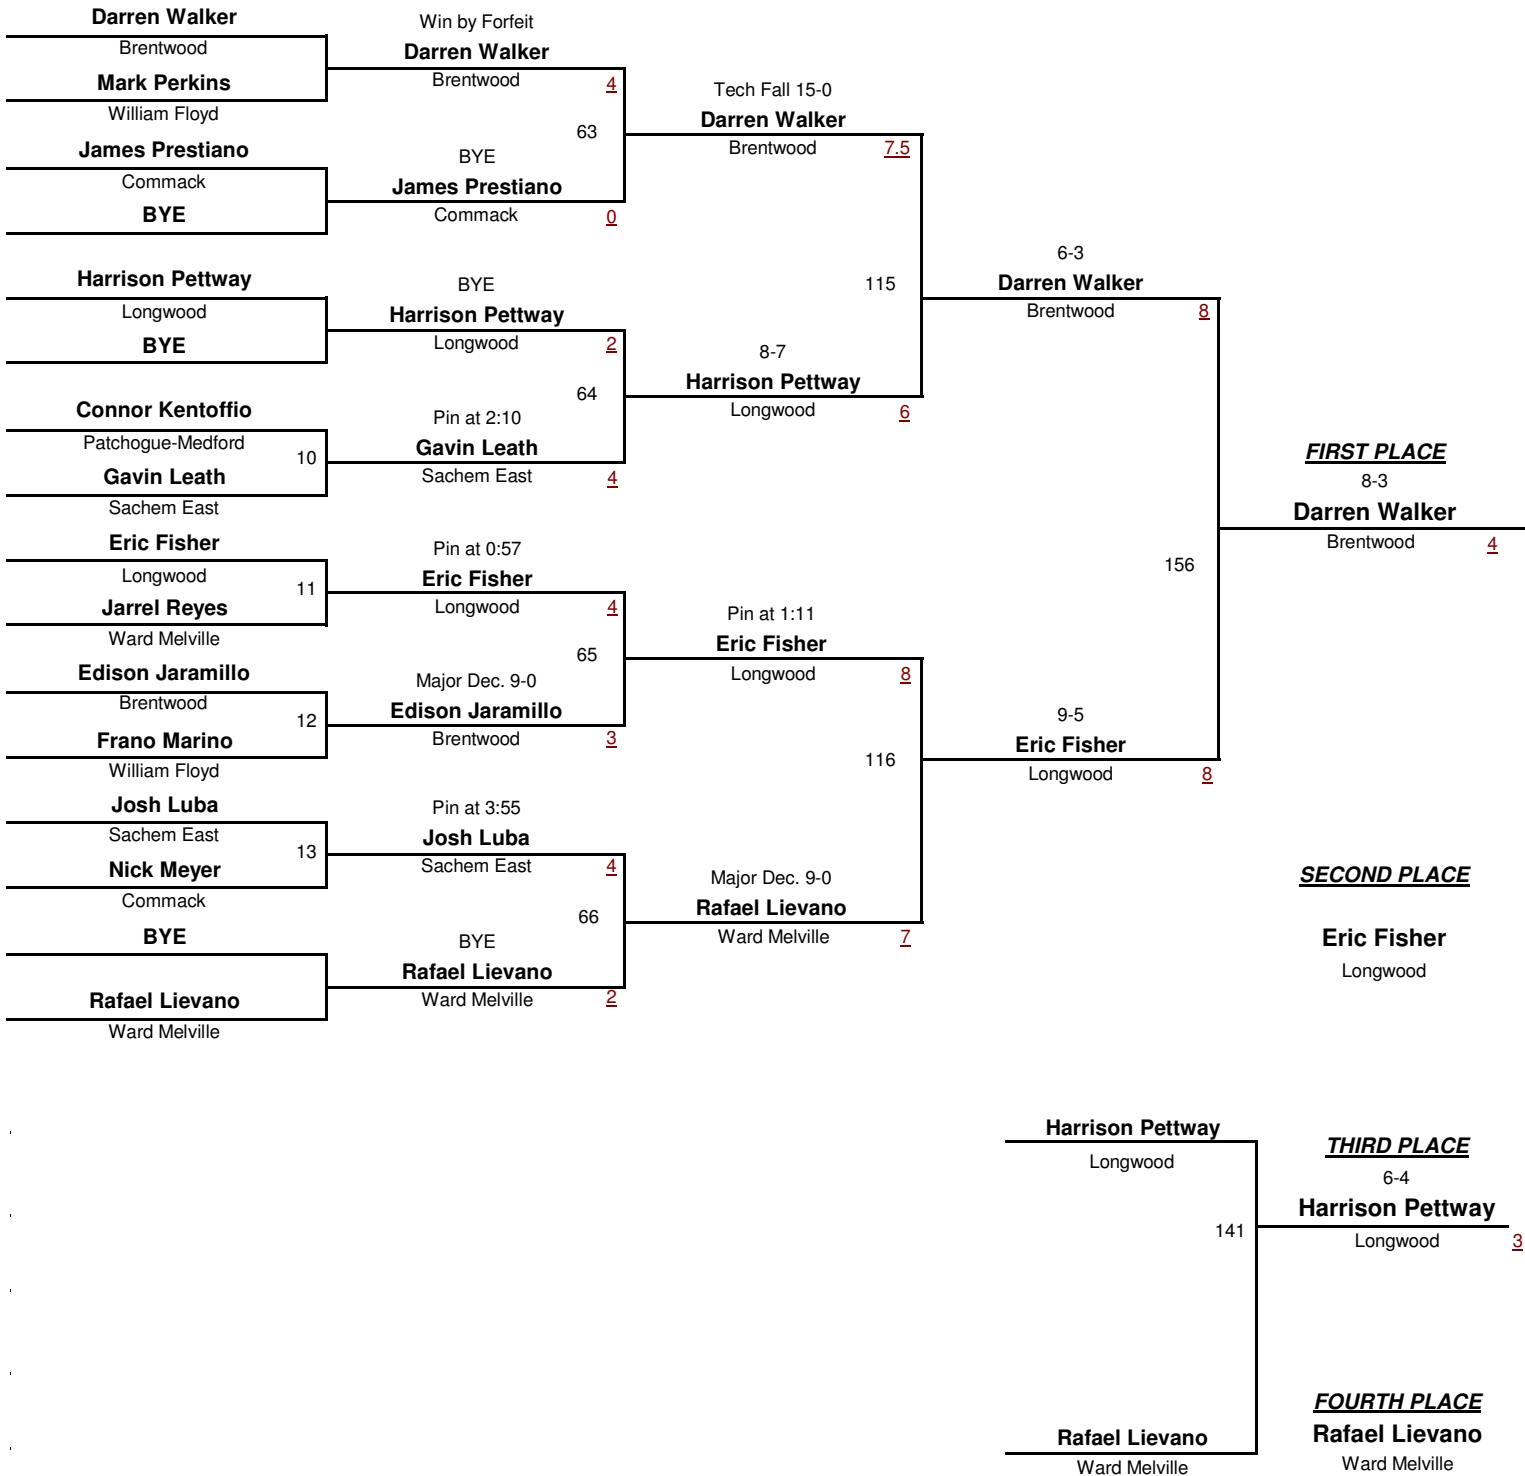 Darren Walker
Brentwood
Mark Perkins
William Floyd
James Prestiano
Commack
BYE
Harrison Pettway
Longwood
BYE
Connor Kentoffio
Patchogue-Medford
10
Gavin Leath
Sachem East
Eric Fisher
Longwood
11
Jarrel Reyes
Ward Melville
Edison Jaramillo
Brentwood
12
Frano Marino
William Floyd
Josh Luba
Sachem East
13
Nick Meyer
Commack
BYE
Rafael Lievano
Ward Melville
Win by Forfeit
Darren Walker
Brentwood
4
63
BYE
James Prestiano
Commack
0
BYE
Harrison Pettway
Longwood
2
64
Pin at 2:10
Gavin Leath
Sachem East
4
Pin at 0:57
Eric Fisher
Longwood
4
65
Major Dec. 9-0
Edison Jaramillo
Brentwood
3
Pin at 3:55
Josh Luba
Sachem East
4
66
BYE
Rafael Lievano
Ward Melville
2
Tech Fall 15-0
Darren Walker
Brentwood
7.5
115
8-7
Harrison Pettway
Longwood
6
Pin at 1:11
Eric Fisher
Longwood
8
116
Major Dec. 9-0
Rafael Lievano
Ward Melville
7
6-3
Darren Walker
Brentwood
8
156
9-5
Eric Fisher
Longwood
8
FIRST PLACE
8-3
Darren Walker
Brentwood
4
SECOND PLACE
Eric Fisher
Longwood
Harrison Pettway
Longwood
141
Rafael Lievano
Ward Melville
THIRD PLACE
6-4
Harrison Pettway
Longwood
3
FOURTH PLACE
Rafael Lievano
Ward Melville